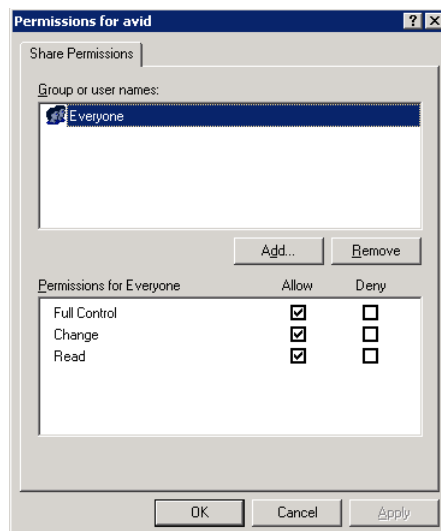 Permissions for avid
Share Permissions
Group or user names:
Everyone
Add... Remove
Permissions for Everyone Allow Deny
Full Control
Change
Read
OK Cancel Apply